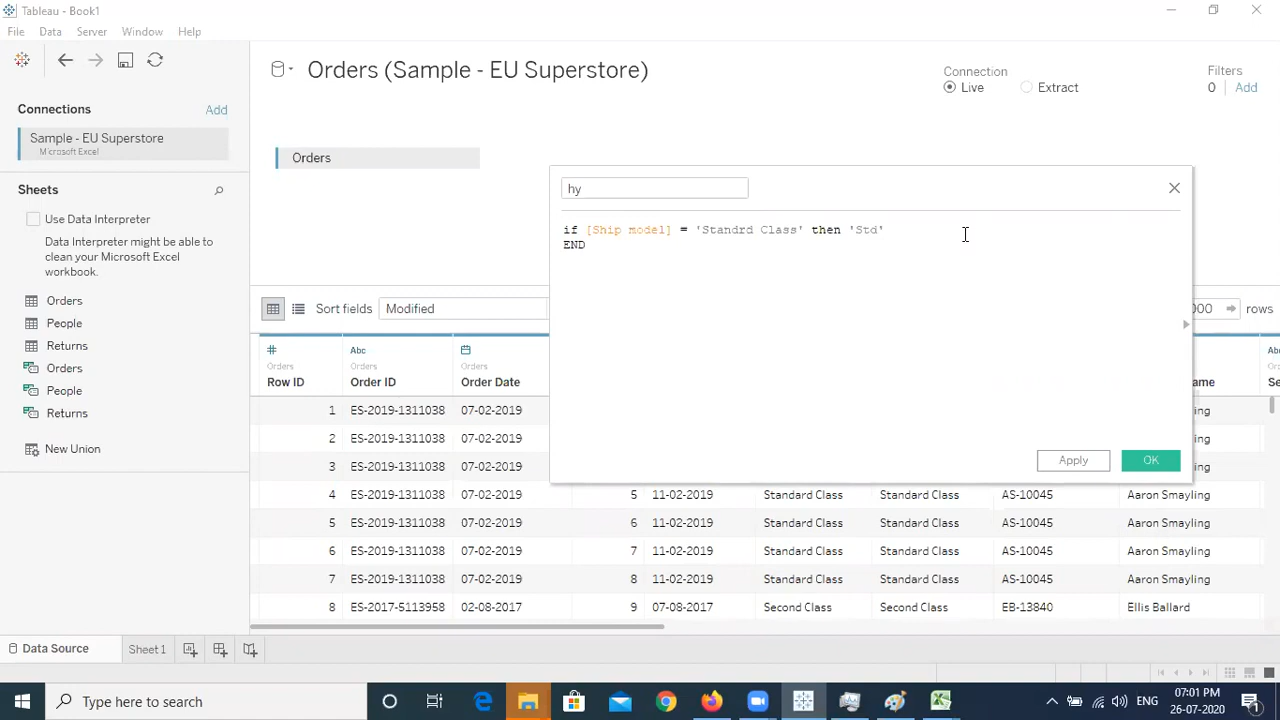 Tableau - Book1
File Data Server Window Help
Connections Add
Sample - EU Superstore
Microsoft Excel
Sheets
Use Data Interpreter
Data Interpreter might be able to
clean your Microsoft Excel
workbook.
Orders
People
Returns
Orders
People
Returns
New Union
Orders (Sample - EU Superstore)
Connection
Live Extract
Filters
0 Add
Orders
hy
if [Ship model] = 'Standrd Class' then 'Std'
END
Apply OK
Sort fields Modified
000 rows
Abc Abc
Orders Orders Orders Orders
Row ID Order ID Order Date ame Se
1 ES-2019-1311038 07-02-2019 ling
2 ES-2019-1311038 07-02-2019 ling
3 ES-2019-1311038 07-02-2019 ling
4 ES-2019-1311038 07-02-2019 5 11-02-2019 Standard Class Standard Class AS-10045 Aaron Smayling
5 ES-2019-1311038 07-02-2019 6 11-02-2019 Standard Class Standard Class AS-10045 Aaron Smayling
6 ES-2019-1311038 07-02-2019 7 11-02-2019 Standard Class Standard Class AS-10045 Aaron Smayling
7 ES-2019-1311038 07-02-2019 8 11-02-2019 Standard Class Standard Class AS-10045 Aaron Smayling
8 ES-2017-5113958 02-08-2017 9 07-08-2017 Second Class Second Class EB-13840 Ellis Ballard
Data Source Sheet 1
Type here to search
ENG
07:01 PM
26-07-2020
1